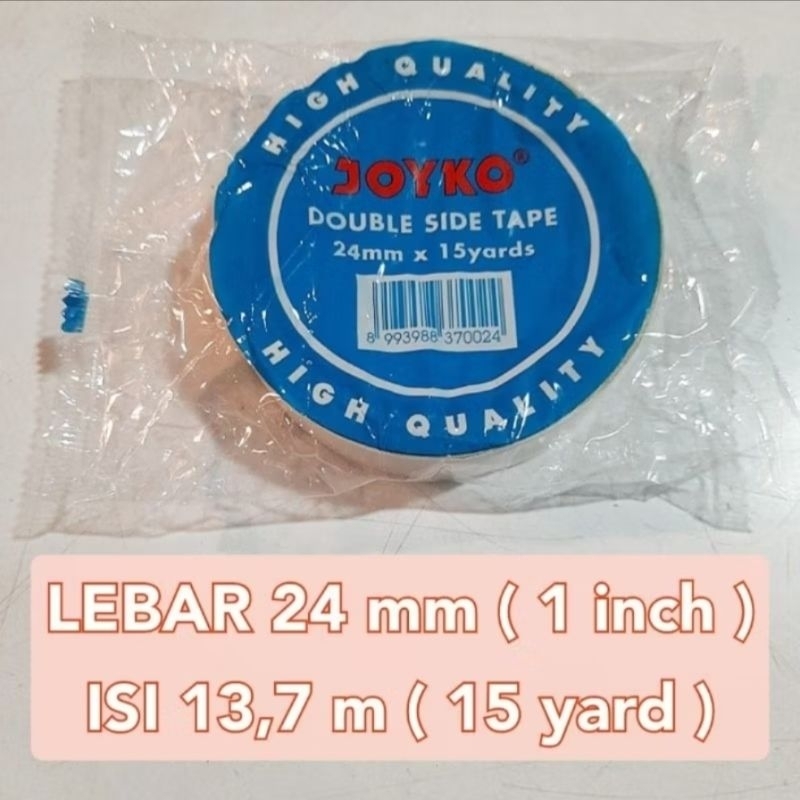 HIGH QUALITY
JOYKO®
DOUBLE SIDE TAPE
24mm x 15yards
8 993988 370024
HIGH QUALITY
LEBAR 24 mm ( 1 inch )
ISI 13,7 m ( 15 yard )